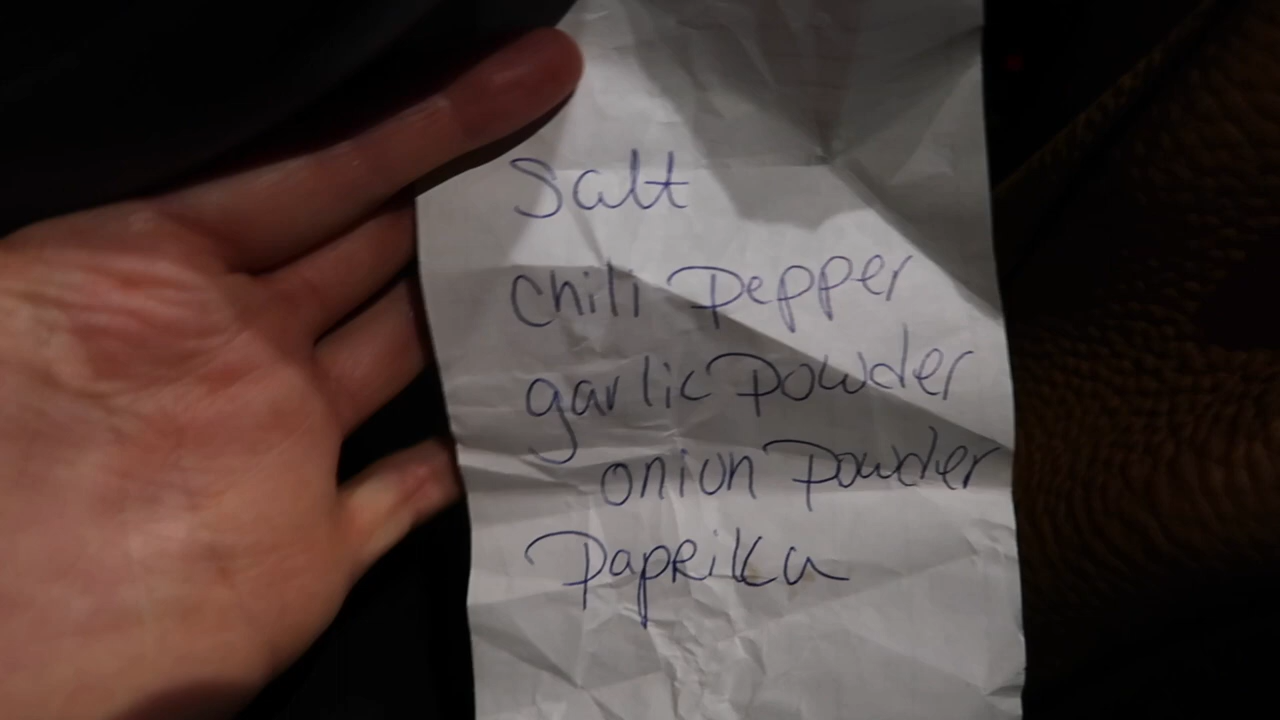 Salt
chili pepper
garlic powder
onion powder
Paprika